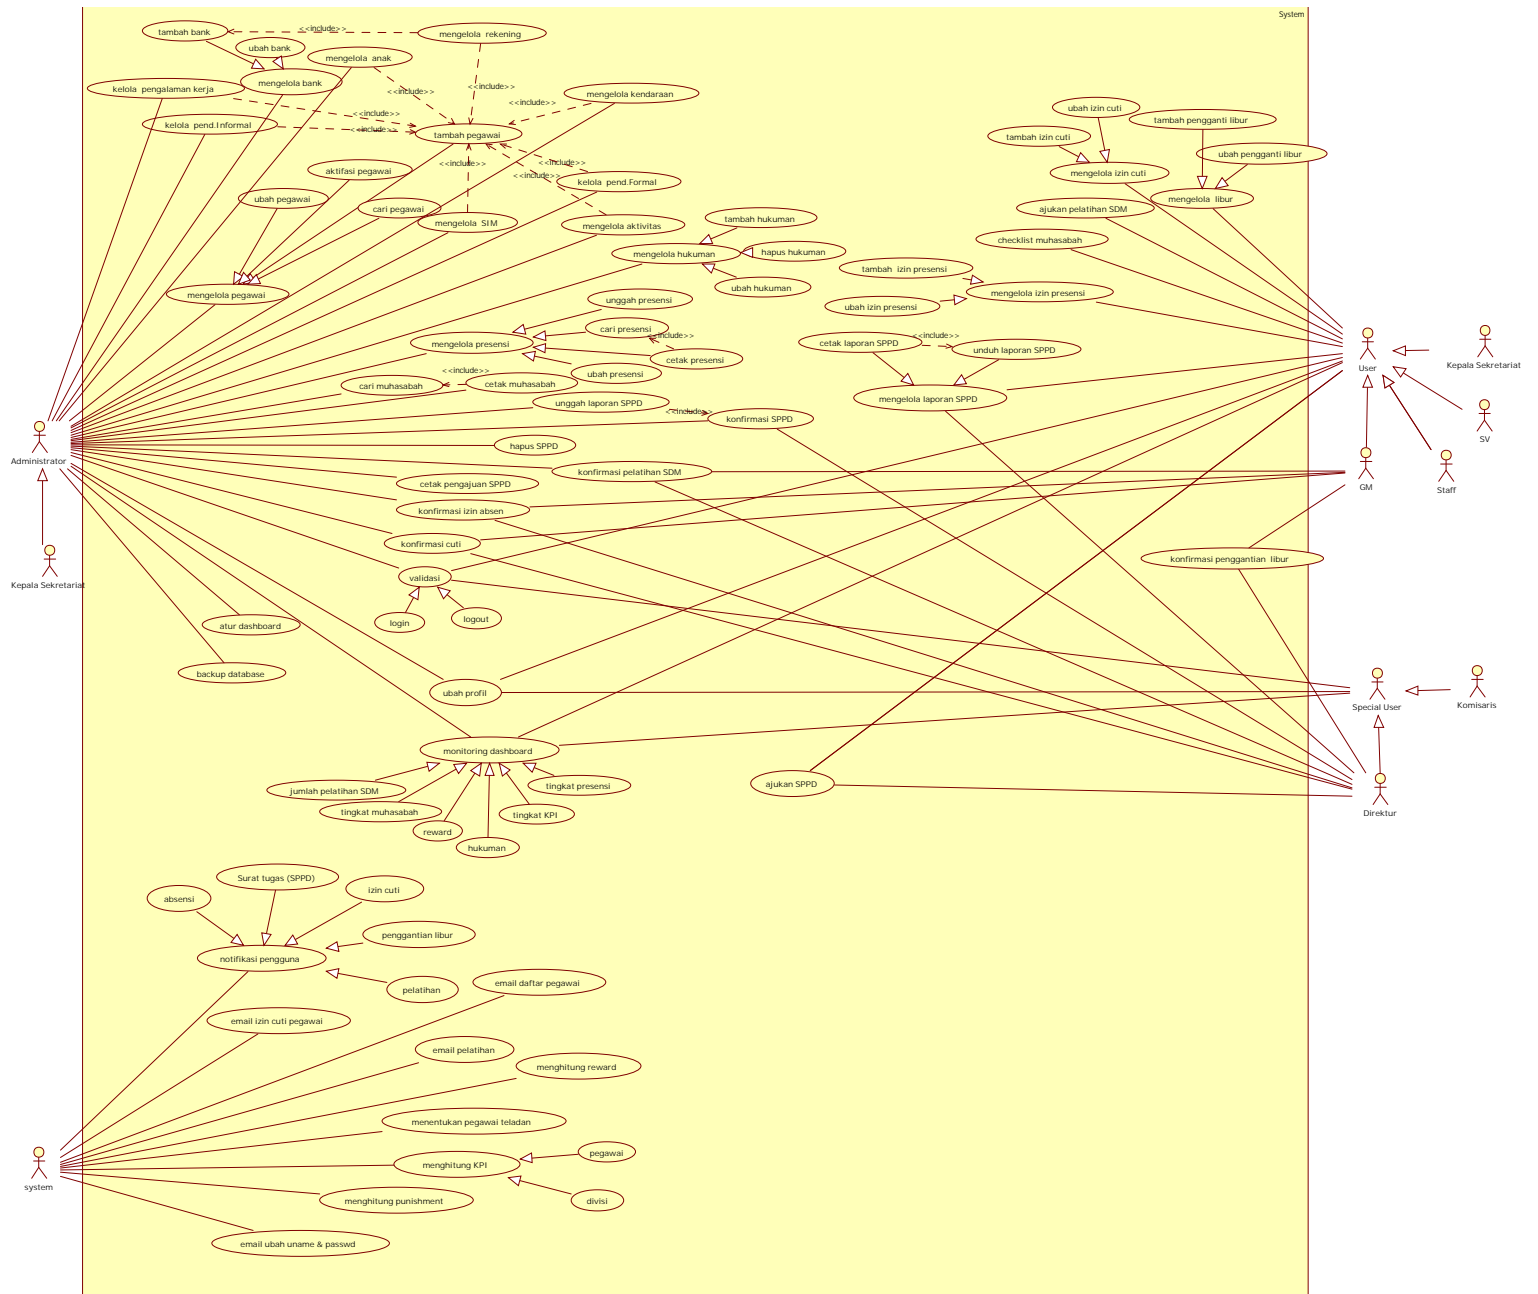 System
tambah bank
<<include>>
mengelola  rekening
ubah bank
mengelola  anak
mengelola bank
kelola  pengalaman kerja
<<include>>
<<include>>
mengelola kendaraan
<<include>>
<<include>>
kelola  pend.Informal
<<include>>
tambah pegawai
ubah izin cuti
tambah pengganti libur
tambah izin cuti
ubah pengganti libur
aktifasi pegawai
<<include>>
<<include>>
<<include>>
kelola  pend.Formal
mengelola izin cuti
ubah pegawai
cari pegawai
mengelola  SIM
mengelola aktivitas
tambah hukuman
ajukan pelatihan SDM
mengelola  libur
checklist muhasabah
mengelola hukuman
hapus hukuman
tambah  izin presensi
mengelola pegawai
ubah hukuman
mengelola izin presensi
unggah presensi
ubah izin presensi
cari presensi
<<include>>
mengelola presensi
cetak presensi
cetak laporan SPPD
<<include>>
unduh laporan SPPD
ubah presensi
<<include>>
cari muhasabah
cetak muhasabah
User
Kepala Sekretariat
mengelola laporan SPPD
unggah laporan SPPD
<<include>>
konfirmasi SPPD
SV
hapus SPPD
Administrator
konfirmasi pelatihan SDM
cetak pengajuan SPPD
GM
Staff
konfirmasi izin absen
konfirmasi cuti
konfirmasi penggantian  libur
Kepala Sekretariat
validasi
login
logout
atur dashboard
backup database
ubah profil
Special User
Komisaris
monitoring dashboard
jumlah pelatihan SDM
tingkat presensi
ajukan SPPD
tingkat muhasabah
tingkat KPI
Direktur
reward
hukuman
Surat tugas (SPPD)
absensi
izin cuti
penggantian libur
notifikasi pengguna
pelatihan
email daftar pegawai
email izin cuti pegawai
email pelatihan
menghitung reward
menentukan pegawai teladan
menghitung KPI
pegawai
system
menghitung punishment
divisi
email ubah uname & passwd